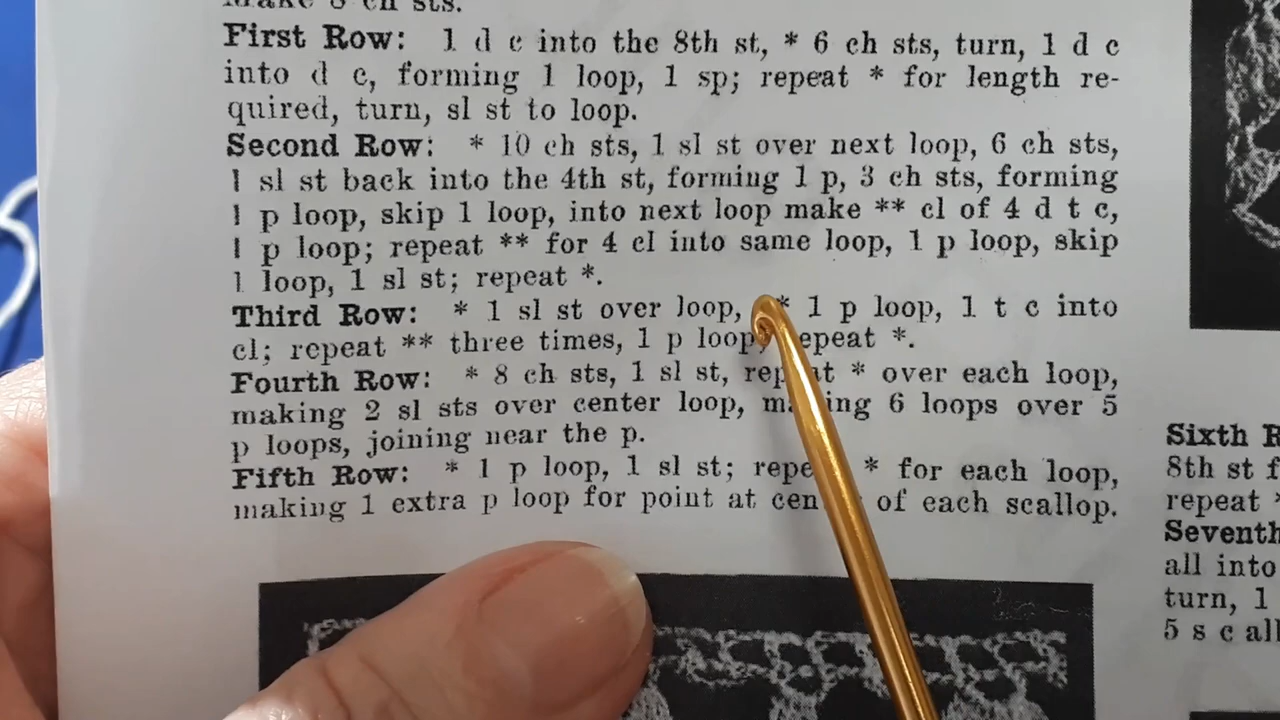 First Row: 1 d c into the 8th st, * 6 ch sts, turn, 1 d c
into d c, forming 1 loop, 1 sp; repeat * for length re-
quired, turn, sl st to loop.
Second Row: * 10 ch sts, 1 sl st over next loop, 6 ch sts,
1 sl st back into the 4th st, forming 1 p, 3 ch sts, forming
1 p loop, skip 1 loop, into next loop make ** cl of 4 d t c,
1 p loop; repeat ** for 4 cl into same loop, 1 p loop, skip
1 loop, 1 sl st; repeat *.
Third Row: * 1 sl st over loop, * 1 p loop, 1 t c into
cl; repeat ** three times, 1 p loop, epeat *.
Fourth Row: * 8 ch sts, 1 sl st, rep t * over each loop,
making 2 sl sts over center loop, m ing 6 loops over 5
p loops, joining near the p.
Fifth Row: * 1 p loop, 1 sl st; repe * for each loop,
making 1 extra p loop for point at cen of each scallop.
Sixth R
8th st f
repeat *
Seventh
all into
turn, 1
5 s c all